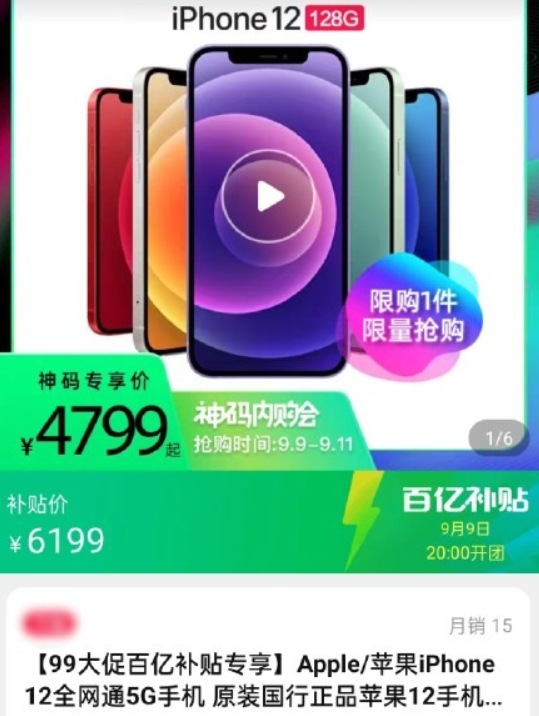 iPhone 12 128G
限购1件
限量抢购
神码专享价
¥4799起
神码内购会
抢购时间:9.9-9.11
1/6
补贴价
¥6199
百亿补贴
9月9日
20:00开团
月销 15
【99大促百亿补贴专享】Apple/苹果iPhone
12全网通5G手机 原装国行正品苹果12手机...